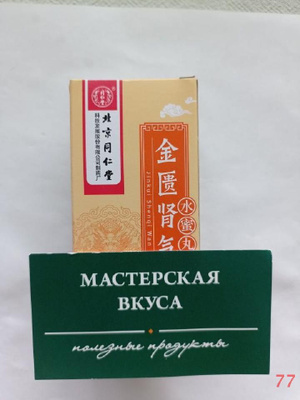 北京同仁堂
金匮肾气
水蜜丸
Jinkui Shenqi Wan
МАСТЕРСКАЯ
ВКУСА
полезные продукты
77